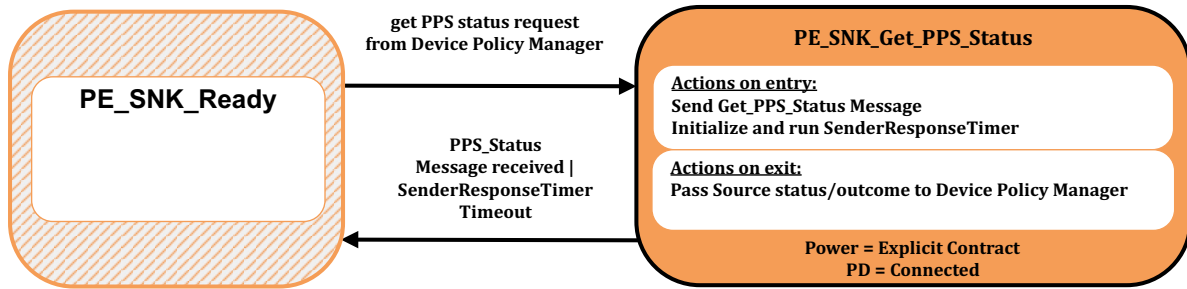 get PPS status request
from Device Policy Manager
PE_SNK_Ready
PPS_Status
Message received |
SenderResponseTimer
Timeout
PE_SNK_Get_PPS_Status
Actions on entry:
Send Get_PPS_Status Message
Initialize and run SenderResponseTimer
Actions on exit:
Pass Source status/outcome to Device Policy Manager
Power = Explicit Contract
PD = Connected